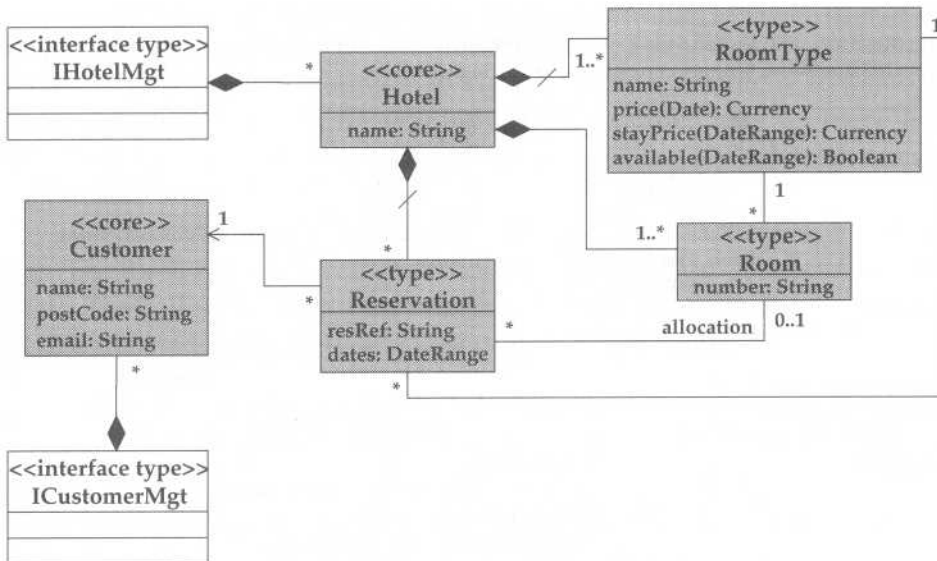 <<interface type>>
IHotelMgt
*
<<core>>
Hotel
name: String
1..*
<<type>>
RoomType
name: String
price(Date): Currency
stayPrice(DateRange): Currency
available(DateRange): Boolean
1
1
*
1..*
<<type>>
Room
number: String
0..1
allocation
<<core>>
Customer
name: String
postCode: String
email: String
1
*
*
<<type>>
Reservation
resRef: String
dates: DateRange
*
*
*
<<interface type>>
ICustomerMgt